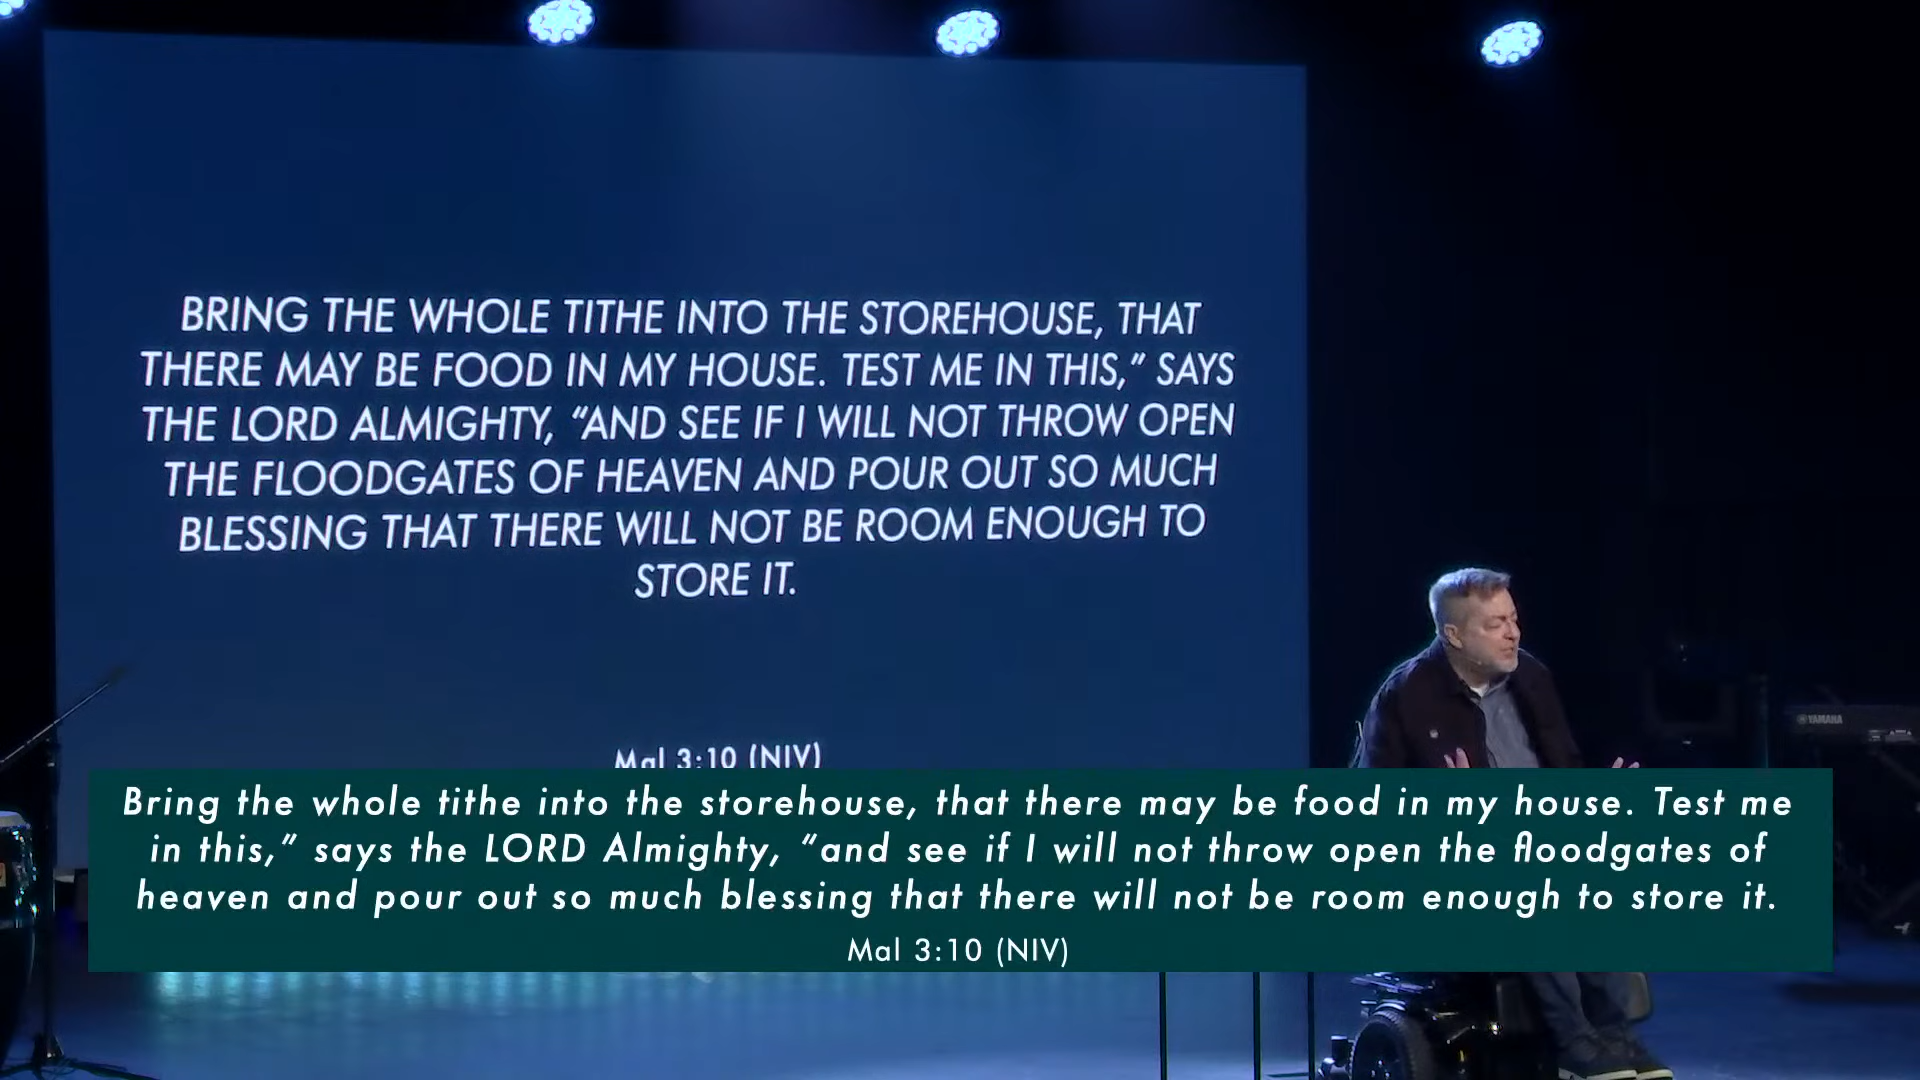 BRING THE WHOLE TITHE INTO THE STOREHOUSE, THAT
THERE MAY BE FOOD IN MY HOUSE. TEST ME IN THIS,” SAYS
THE LORD ALMIGHTY, “AND SEE IF I WILL NOT THROW OPEN
THE FLOODGATES OF HEAVEN AND POUR OUT SO MUCH
BLESSING THAT THERE WILL NOT BE ROOM ENOUGH TO
STORE IT.
Mal 3:10 (NIV)
YAMAHA
Bring the whole tithe into the storehouse, that there may be food in my house. Test me
in this,” says the LORD Almighty, “and see if I will not throw open the floodgates of
heaven and pour out so much blessing that there will not be room enough to store it.
Mal 3:10 (NIV)